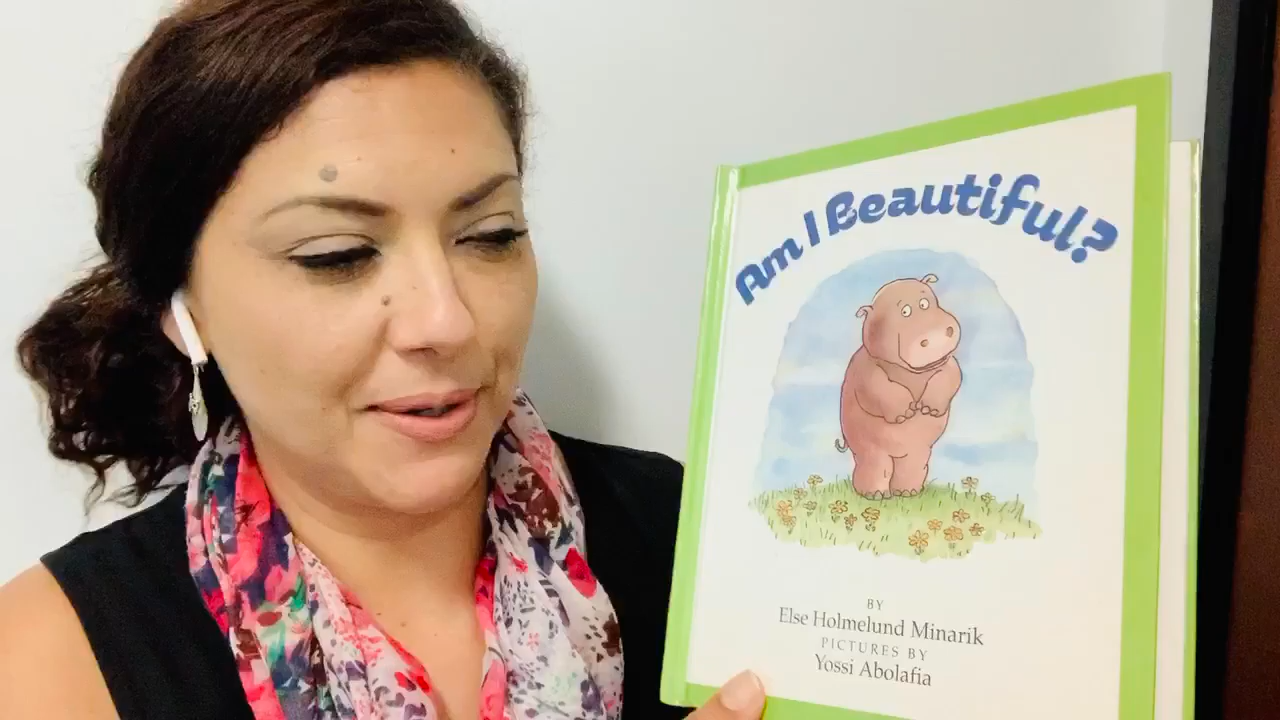 Am I Beautiful?
BY
Else Holmelund Minarik
PICTURES BY
Yossi Abolafia